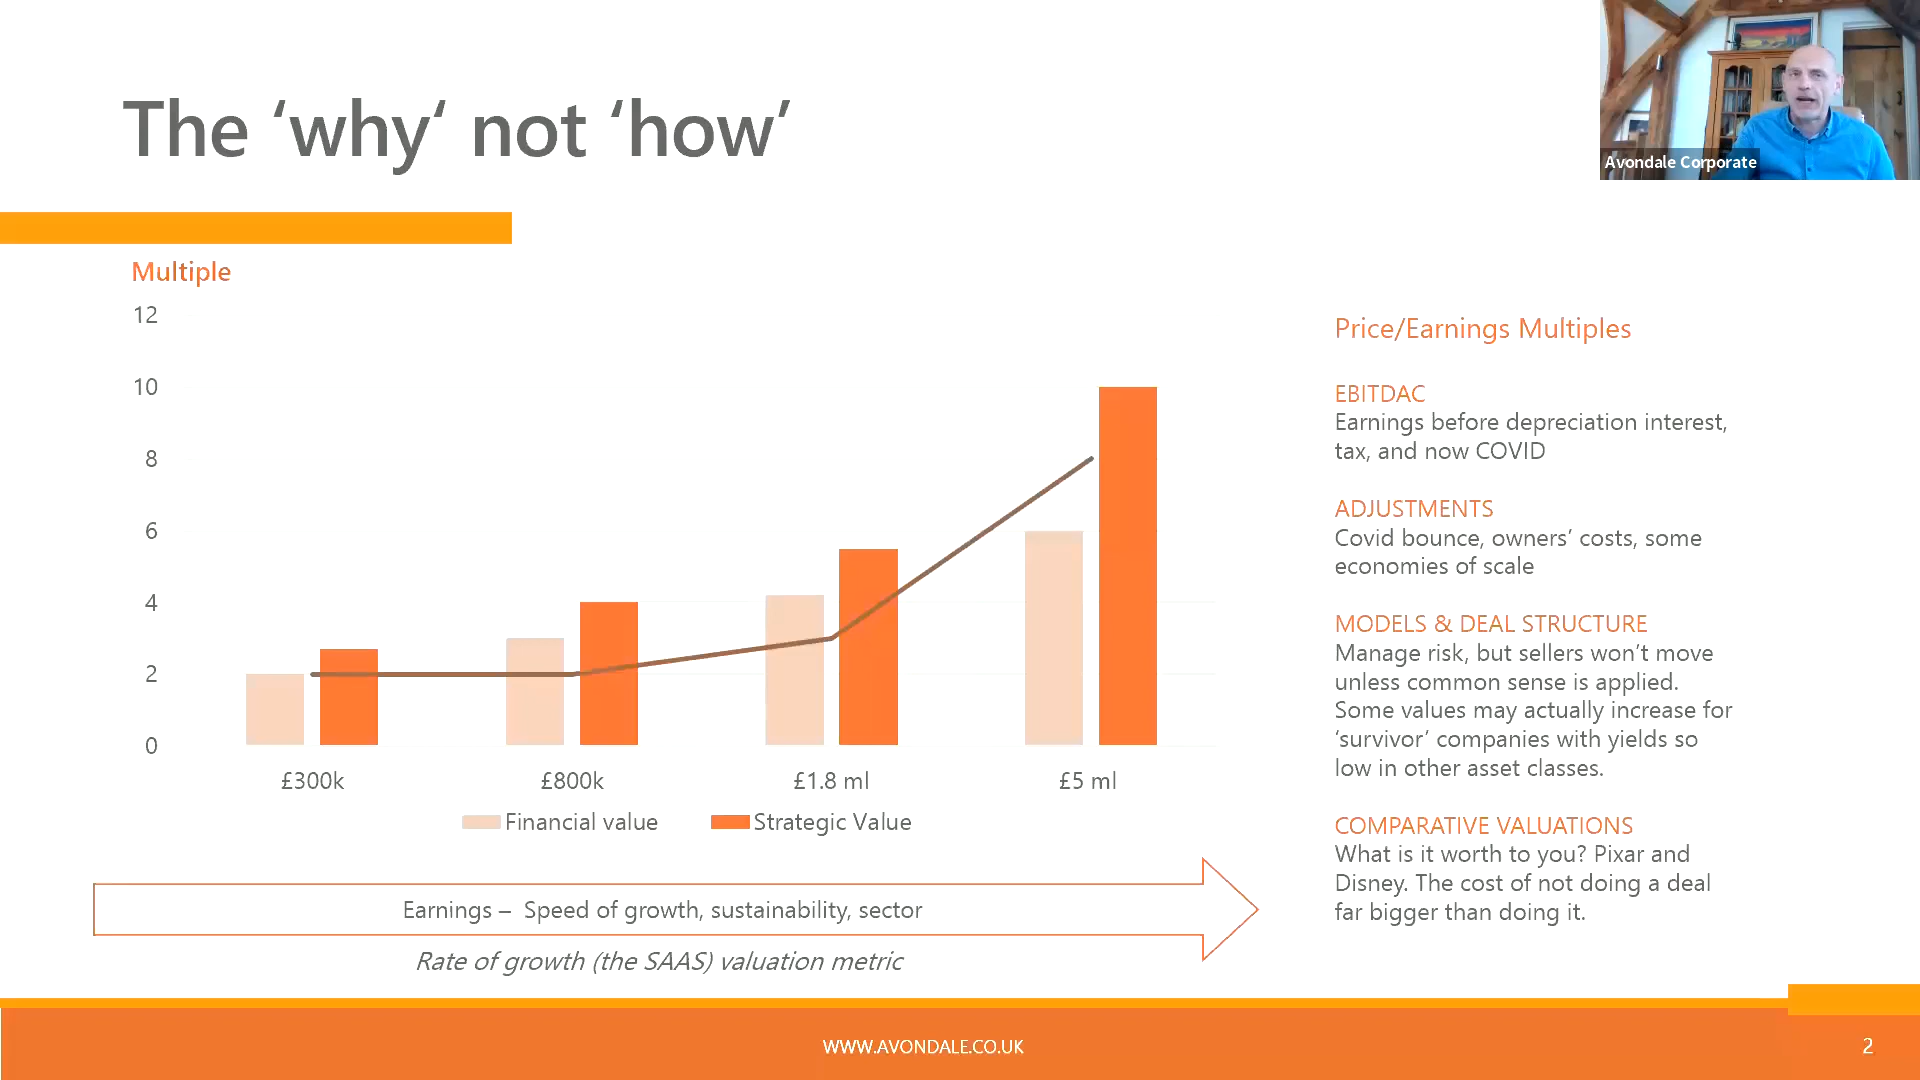 The ‘why‘ not ‘how’
Avondale Corporate
Multiple
12
10
8
6
4
2
0
£300k £800k £1.8 ml £5 ml
Financial value Strategic Value
Earnings – Speed of growth, sustainability, sector
Rate of growth (the SAAS) valuation metric
Price/Earnings Multiples
EBITDAC
Earnings before depreciation interest,
tax, and now COVID
ADJUSTMENTS
Covid bounce, owners’ costs, some
economies of scale
MODELS & DEAL STRUCTURE
Manage risk, but sellers won’t move
unless common sense is applied.
Some values may actually increase for
‘survivor’ companies with yields so
low in other asset classes.
COMPARATIVE VALUATIONS
What is it worth to you? Pixar and
Disney. The cost of not doing a deal
far bigger than doing it.
WWW.AVONDALE.CO.UK
2